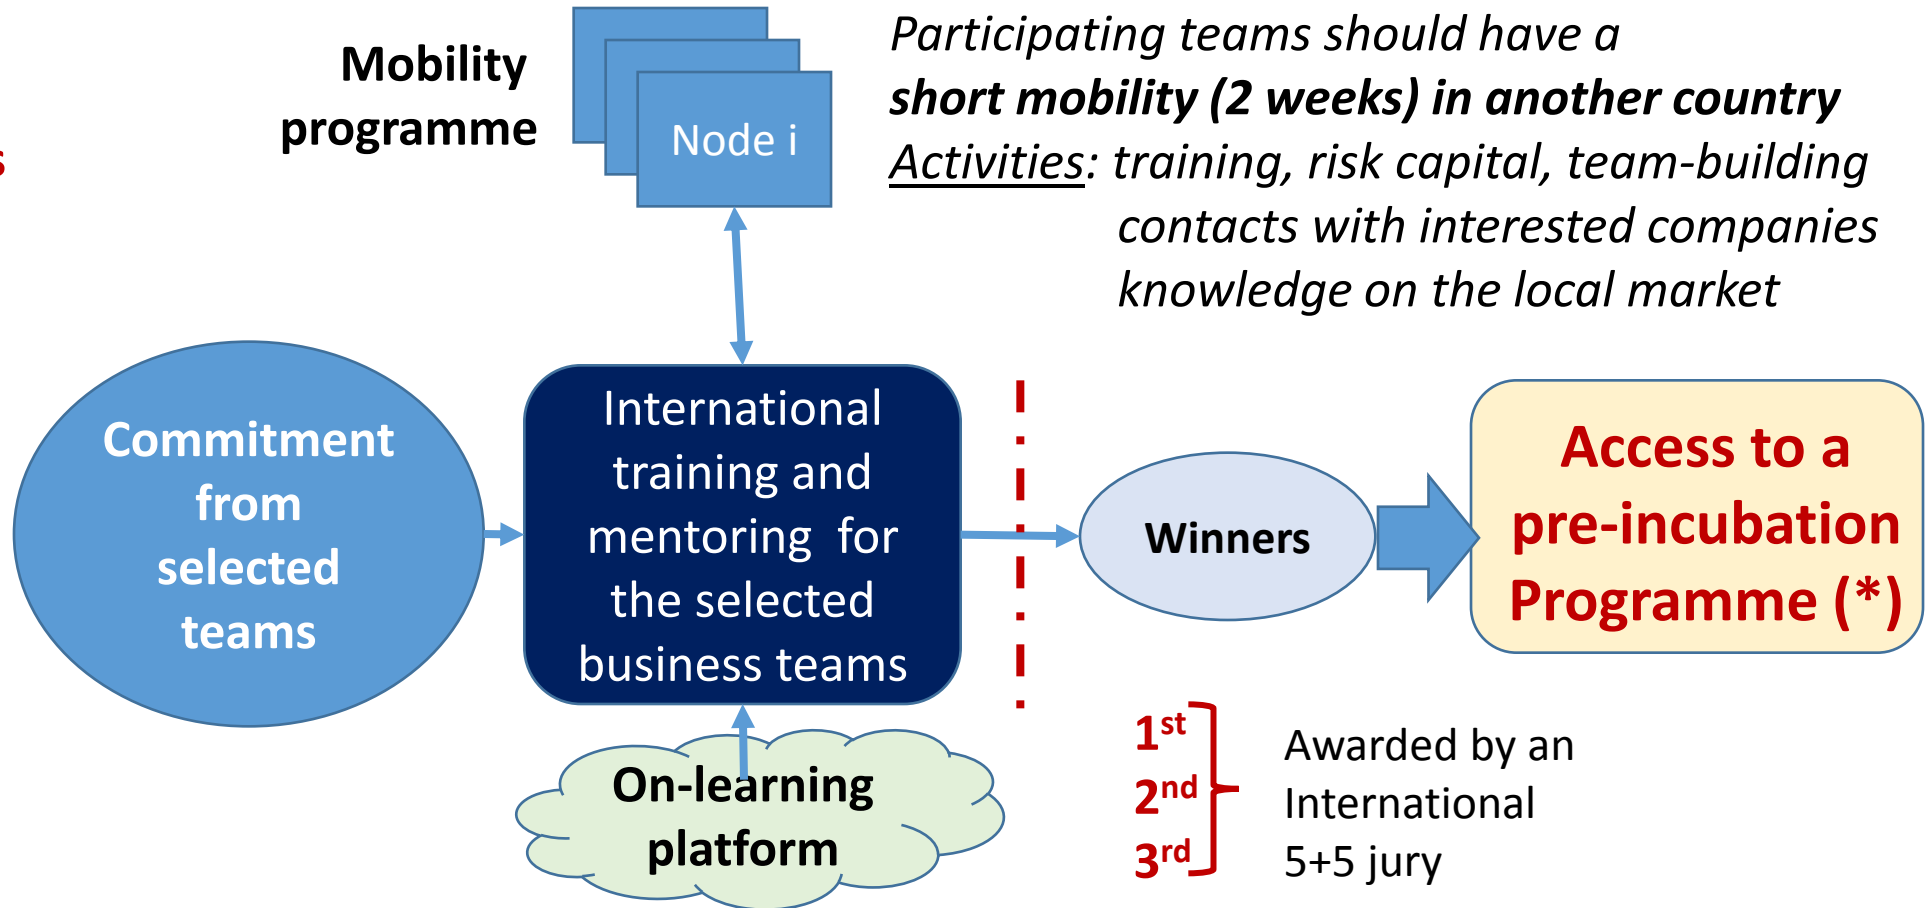 Mobility
programme
Node i
Participating teams should have a
short mobility (2 weeks) in another country
Activities: training, risk capital, team-building
contacts with interested companies
knowledge on the local market
s
Commitment
from
selected
teams
International
training and
mentoring for
the selected
business teams
Winners
Access to a
pre-incubation
Programme (*)
On-learning
platform
1st
2nd
3rd
Awarded by an
International
5+5 jury